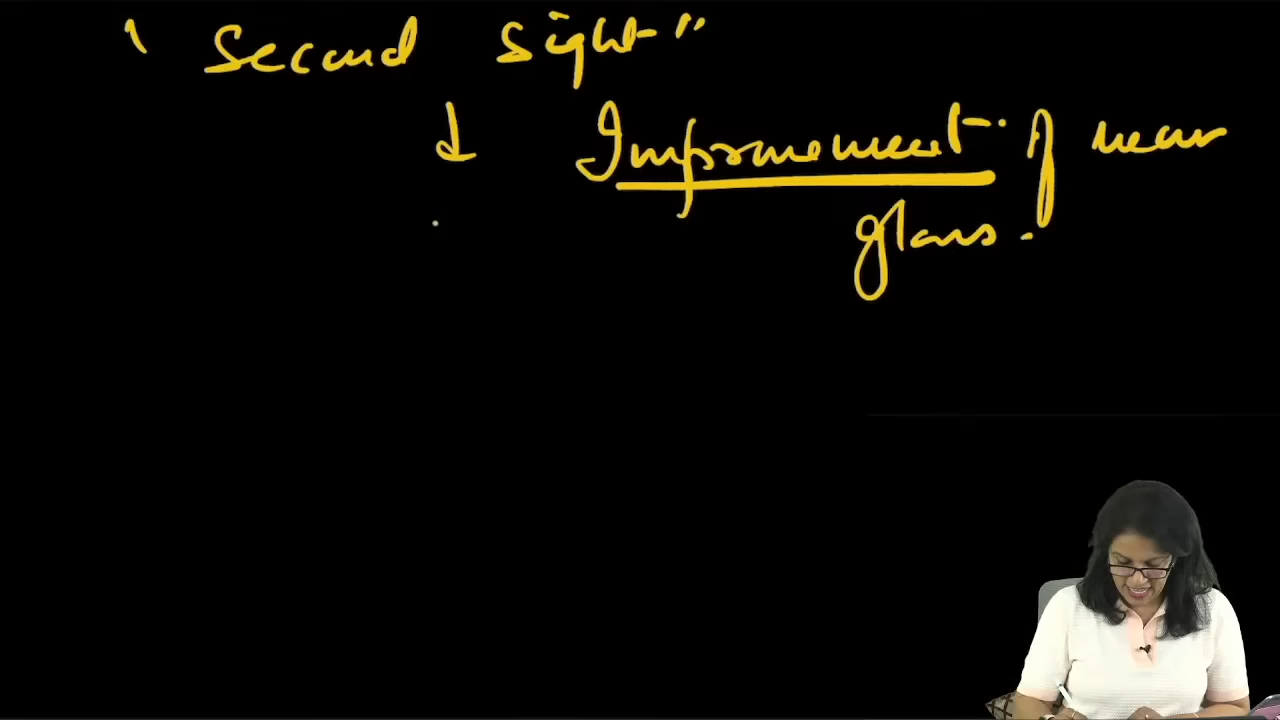 " Second Sight"
↓ Improvement of near
glass.